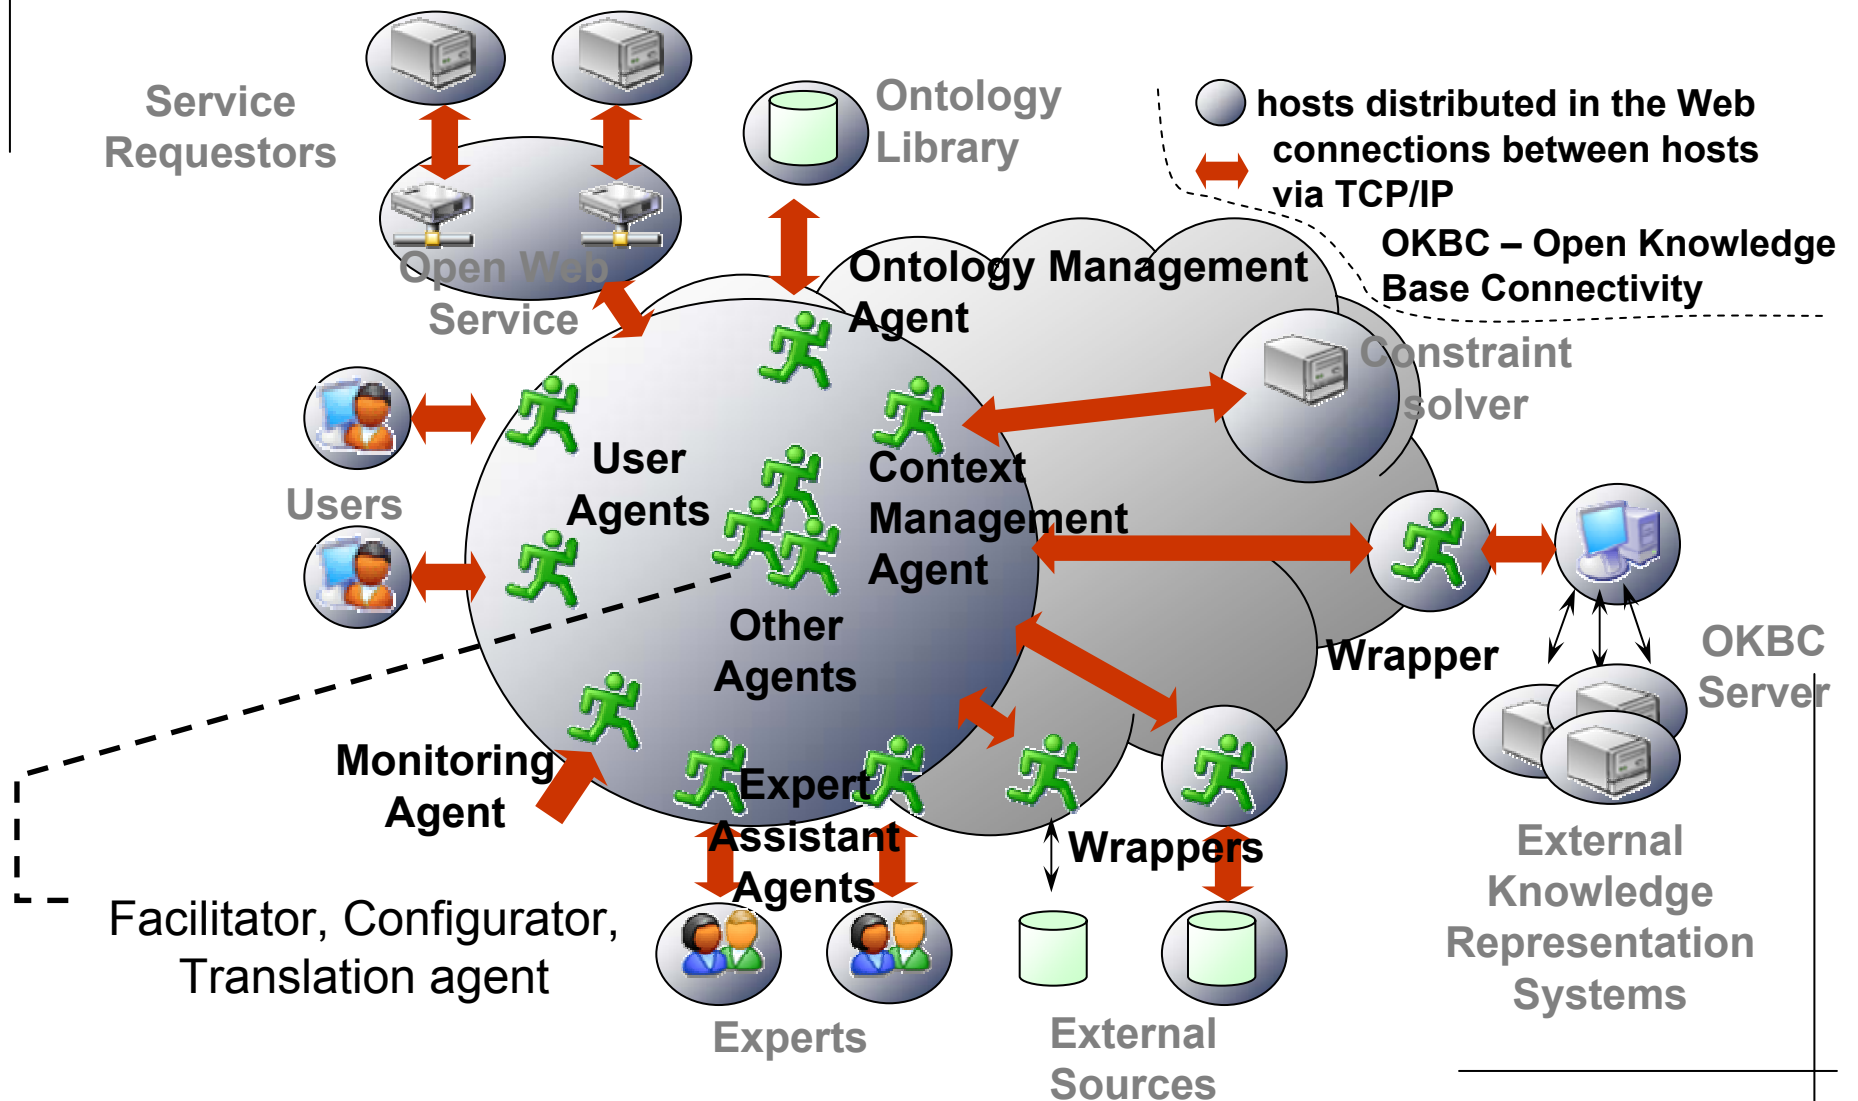 Service
Requestors
Ontology
Library
hosts distributed in the Web
connections between hosts
via TCP/IP
OKBC – Open Knowledge
Base Connectivity
Open Web
Service
Ontology Management
Agent
Constraint
solver
Users
User
Agents
Context
Management
Agent
Other
Agents
Wrapper
OKBC
Server
Monitoring
Agent
Expert
Assistant
Agents
Wrappers
External
Knowledge
Representation
Systems
Facilitator, Configurator,
Translation agent
Experts
External
Sources